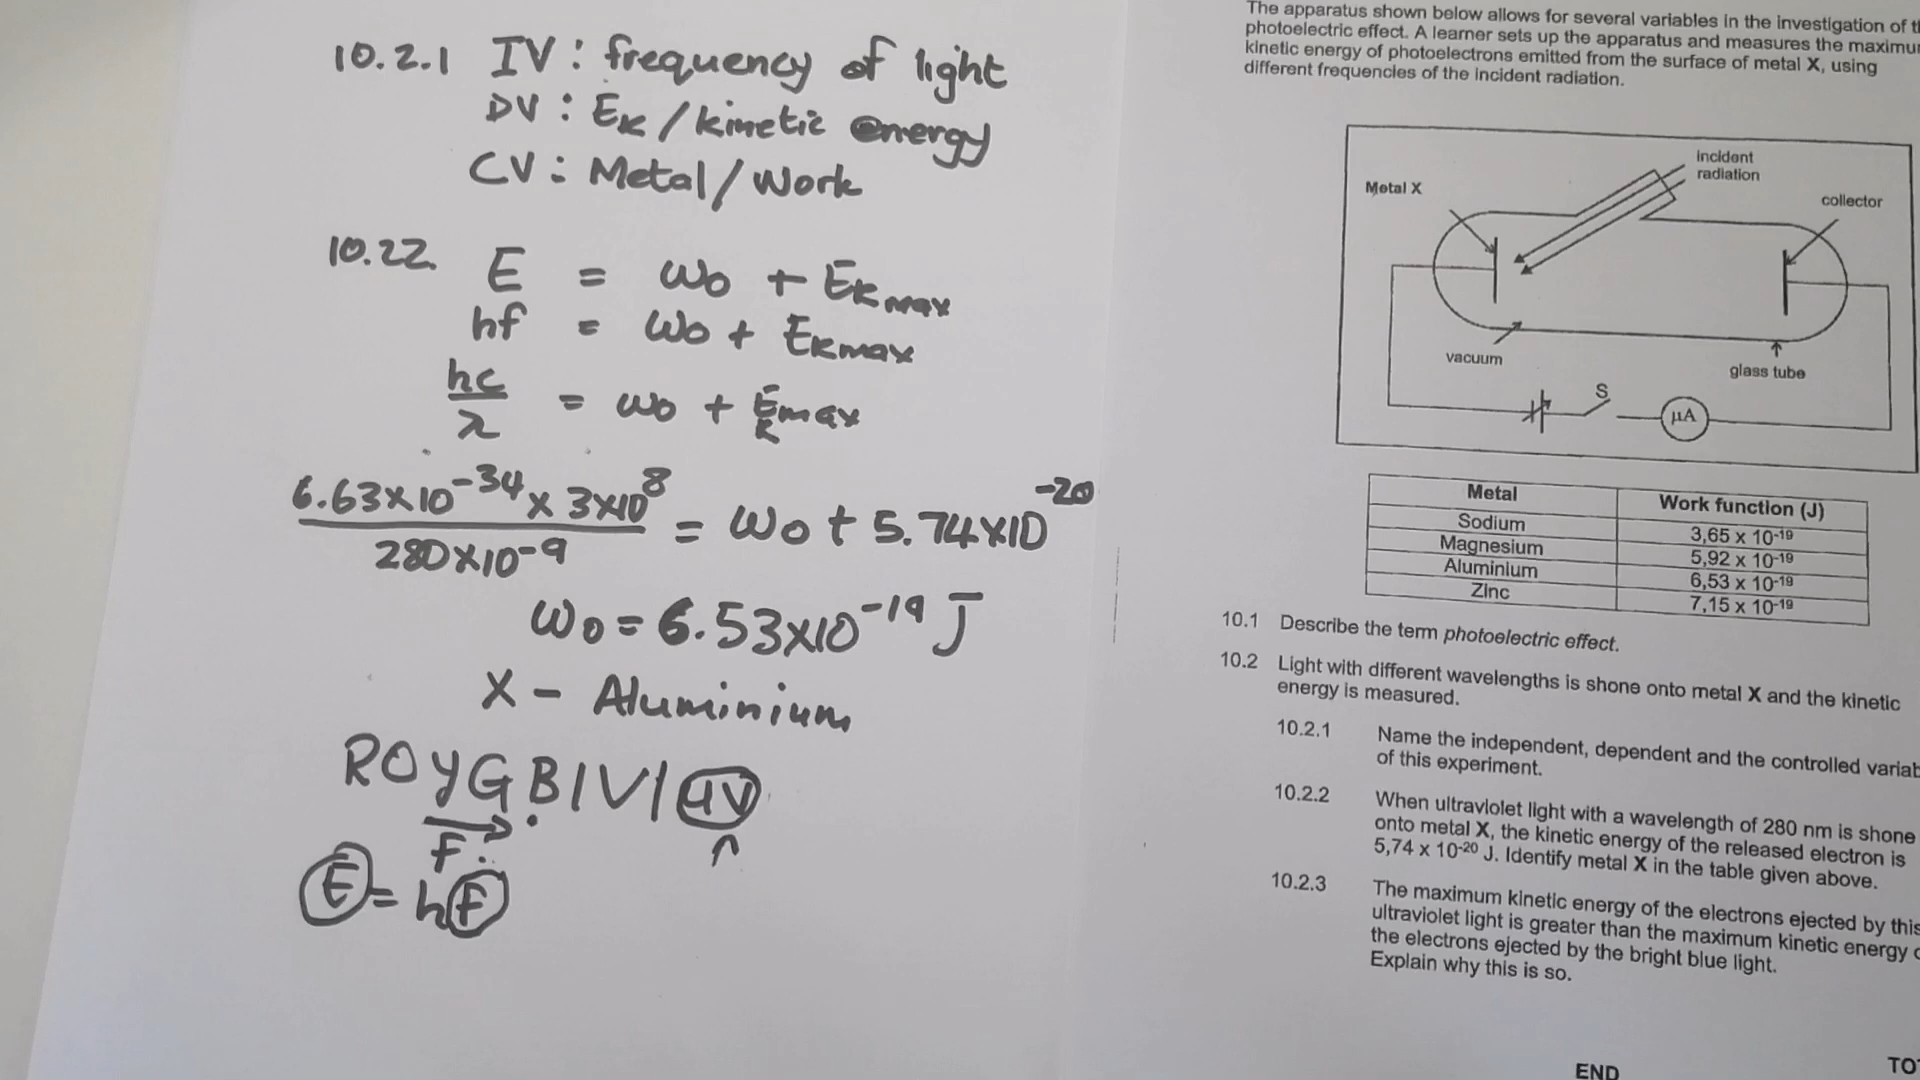 10.2.1 IV: frequency of light
DV: EK/kinetic energy
CV: Metal/Work
10.22. E = W0 + EKmax
hf = W0 + EKmax
hc/λ = W0 + EKmax
6.63×10-34 × 3×108 / 280×10-9 = W0 + 5.74×10-20
W0 = 6.53×10-19 J
X - Aluminium
ROYGBIV/UV
F:
E = hF
The apparatus shown below allows for several variables in the investigation of
photoelectric effect. A learner sets up the apparatus and measures the
kinetic energy of photoelectrons emitted from the surface of metal X, using
different frequencies of the incident radiation.
incident
radiation
Metal X
collector
vacuum
glass tube
S
μA
Metal Work function (J)
Sodium 3,65 x 10-19
Magnesium 5,92 x 10-19
Aluminium 6,53 x 10-19
Zinc 7,15 x 10-19
10.1 Describe the term photoelectric effect.
10.2 Light with different wavelengths is shone onto metal X and the kinetic
energy is measured.
10.2.1 Name the independent, dependent and the controlled
of this experiment.
10.2.2 When ultraviolet light with a wavelength of 280 nm is shone
onto metal X, the kinetic energy of the released electron is
5,74 x 10-20 J. Identify metal X in the table given above.
10.2.3 The maximum kinetic energy of the electrons ejected by this
ultraviolet light is greater than the maximum kinetic energy
the electrons ejected by the bright blue light.
Explain why this is so.
END